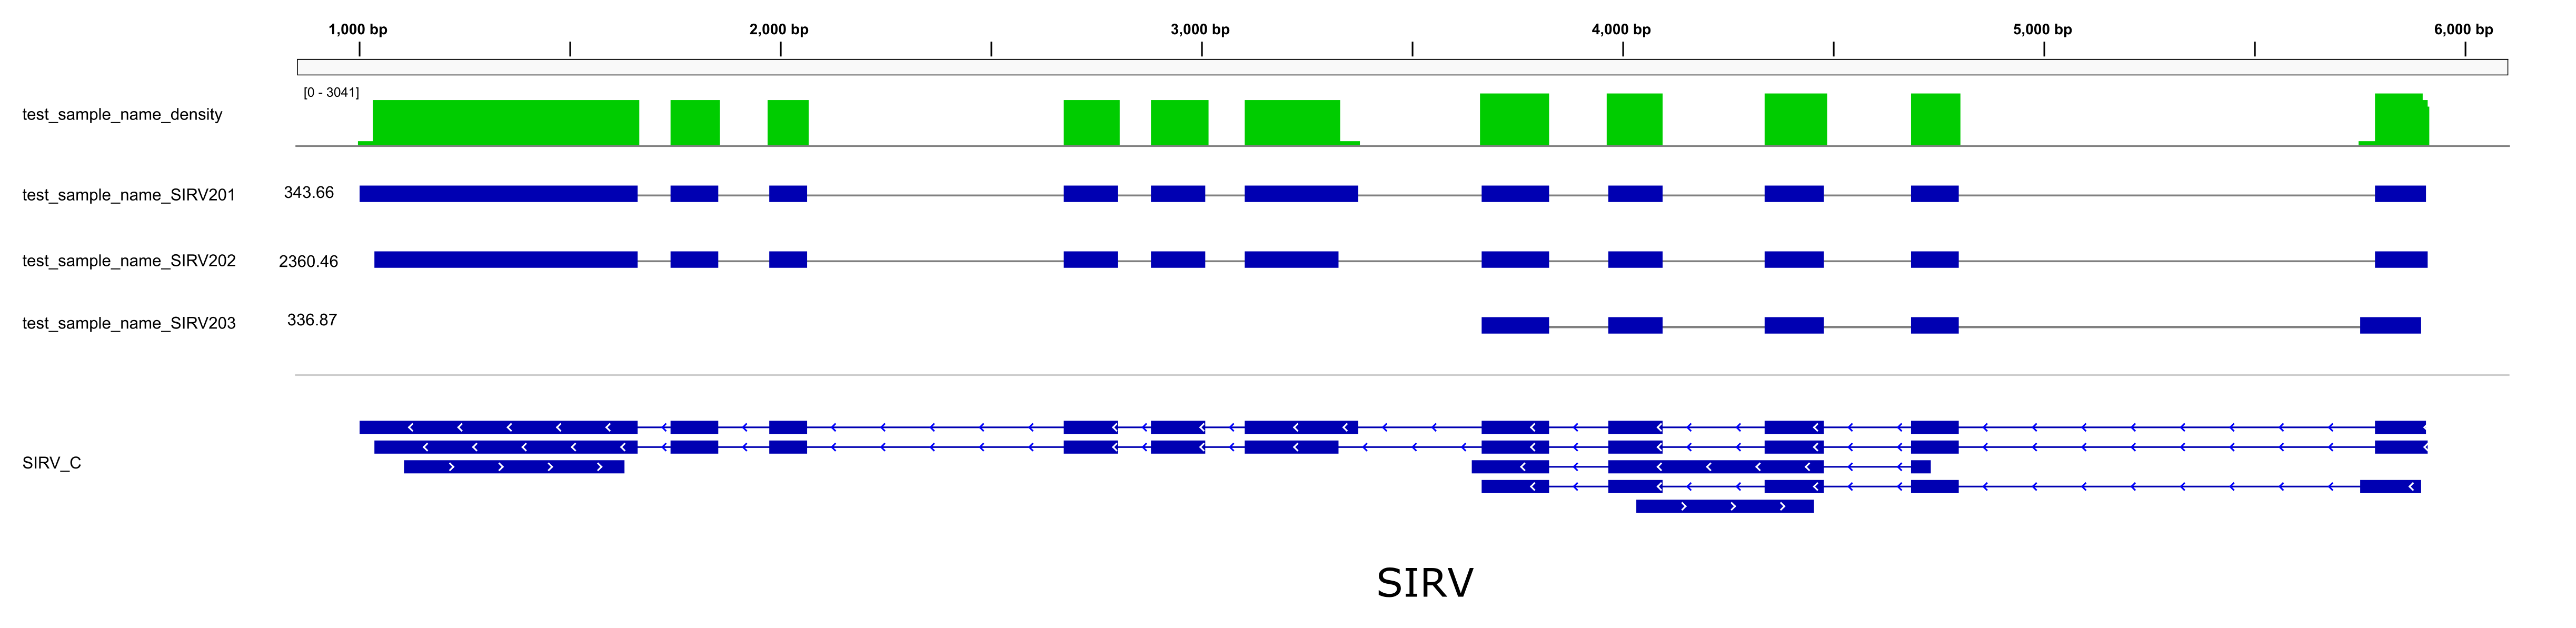 1,000 bp 2,000 bp 3,000 bp 4,000 bp 5,000 bp 6,000 bp
[0 - 3041]
test_sample_name_density
test_sample_name_SIRV201 343.66
test_sample_name_SIRV202 2360.46
test_sample_name_SIRV203 336.87
SIRV_C
SIRV